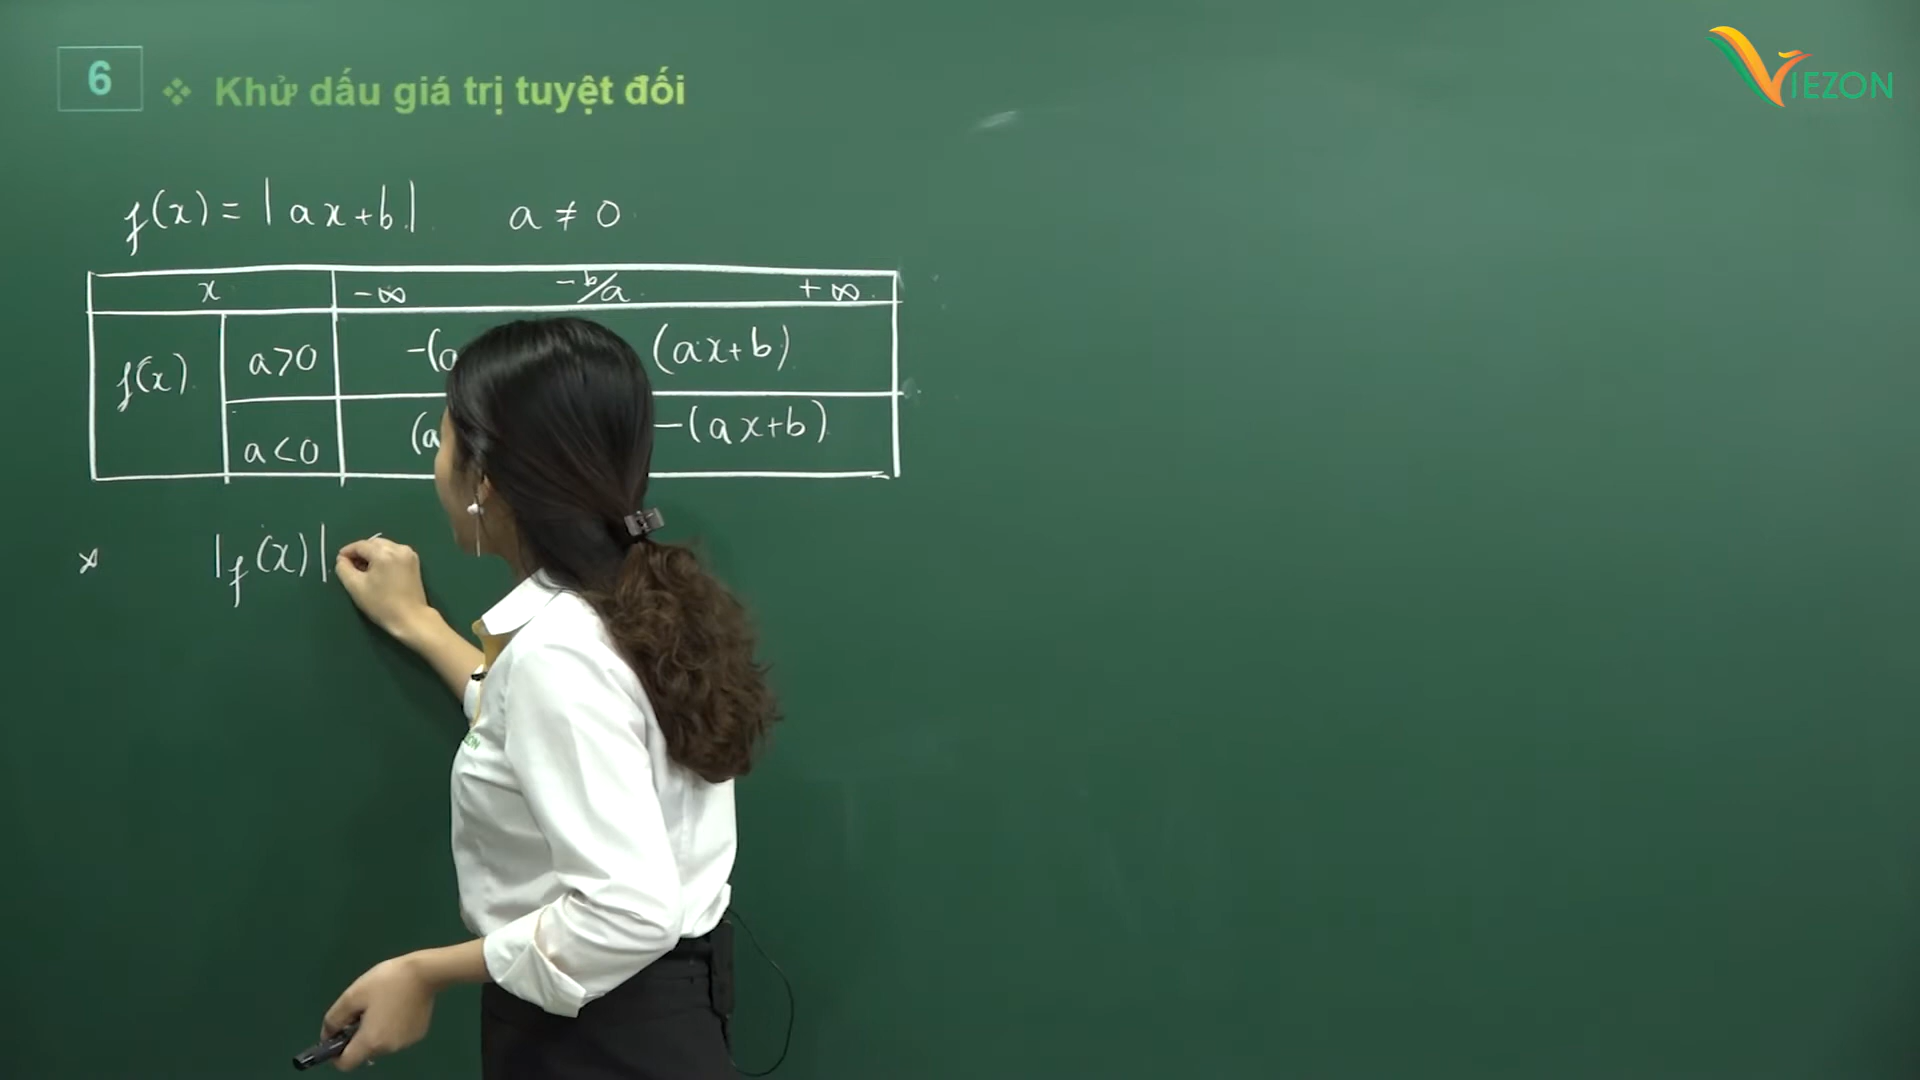 VIEZON
6 ❖ Khử dấu giá trị tuyệt đối
f(x) = |ax+b| a ≠ 0
x -∞ -b/a +∞
f(x) a>0 -(a (ax+b)
a<0 (a -(ax+b)
* |f(x)|